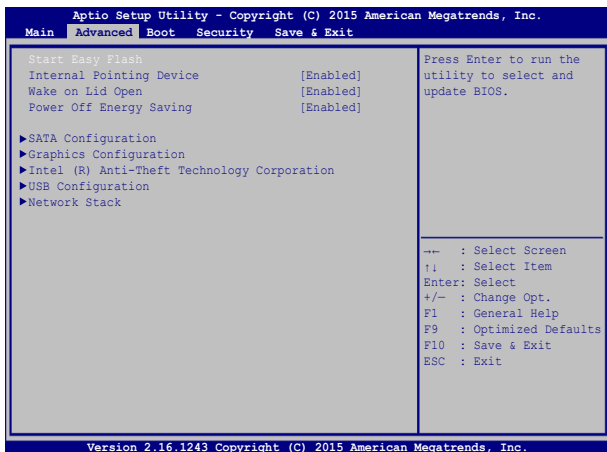 Aptio Setup Utility - Copyright (C) 2015 American Megatrends, Inc.
Main Advanced Boot Security Save & Exit
Start Easy Flash
Internal Pointing Device [Enabled]
Wake on Lid Open [Enabled]
Power Off Energy Saving [Enabled]
▶SATA Configuration
▶Graphics Configuration
▶Intel (R) Anti-Theft Technology Corporation
▶USB Configuration
▶Network Stack
Press Enter to run the
utility to select and
update BIOS.
→← : Select Screen
↑↓ : Select Item
Enter: Select
+/— : Change Opt.
F1 : General Help
F9 : Optimized Defaults
F10 : Save & Exit
ESC : Exit
Version 2.16.1243 Copyright (C) 2015 American Megatrends, Inc.